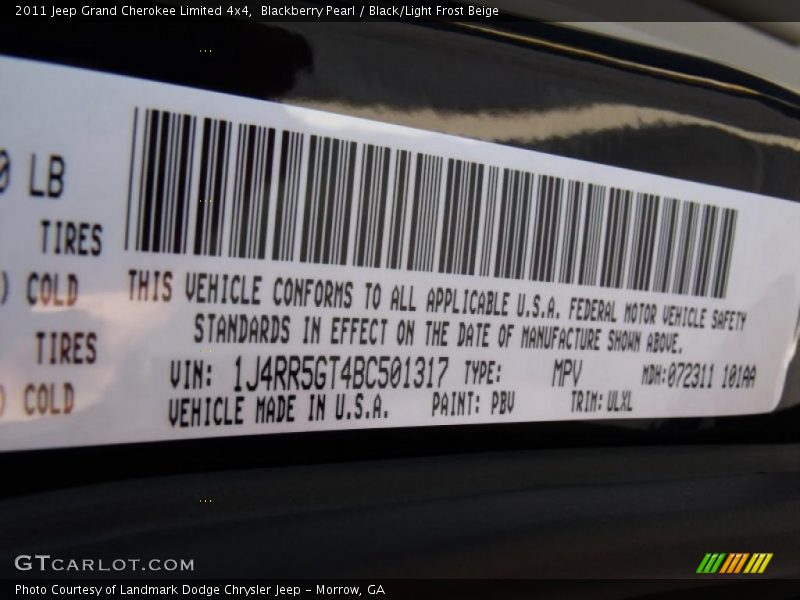 2011 Jeep Grand Cherokee Limited 4x4,  Blackberry Pearl / Black/Light Frost Beige
LB
TIRES
COLD
TIRES
COLD
THIS VEHICLE CONFORMS TO ALL APPLICABLE U.S.A. FEDERAL MOTOR VEHICLE SAFETY
STANDARDS IN EFFECT ON THE DATE OF MANUFACTURE SHOWN ABOVE.
VIN: 1J4RR5GT4BC501317 TYPE: MPV MDH:072311 101AA
VEHICLE MADE IN U.S.A. PAINT: PBV TRIM: ULXL
GTCARLOT.COM
Photo Courtesy of Landmark Dodge Chrysler Jeep - Morrow, GA